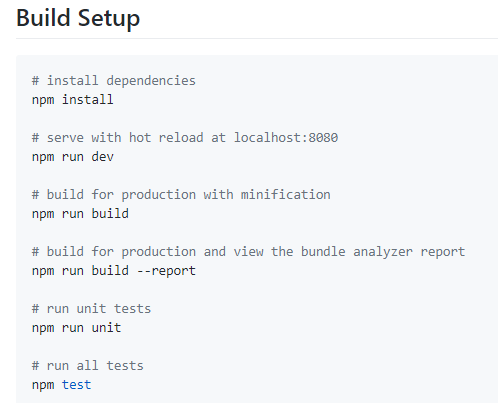 Build Setup
# install dependencies
npm install
# serve with hot reload at localhost:8080
npm run dev
# build for production with minification
npm run build
# build for production and view the bundle analyzer report
npm run build --report
# run unit tests
npm run unit
# run all tests
npm test